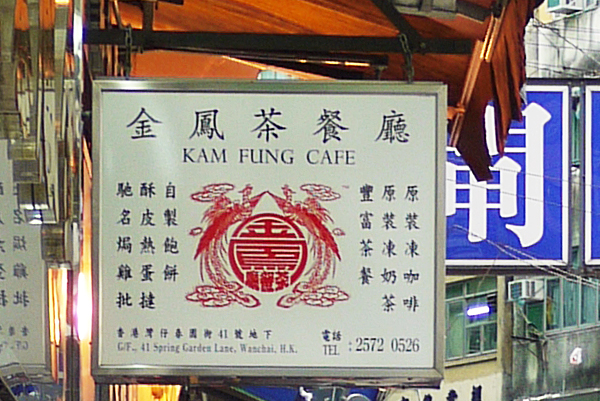 金鳳茶餐廳
KAM FUNG CAFE
原裝凍咖啡
原裝凍奶茶
豐富茶餐
自製飽餅
酥皮熱蛋撻
馳名焗雞批
廳餐茶
香港灣仔春園街41號地下
G/F., 41 Spring Garden Lane, Wanchai, H.K.
電話
TEL : 2572 0526